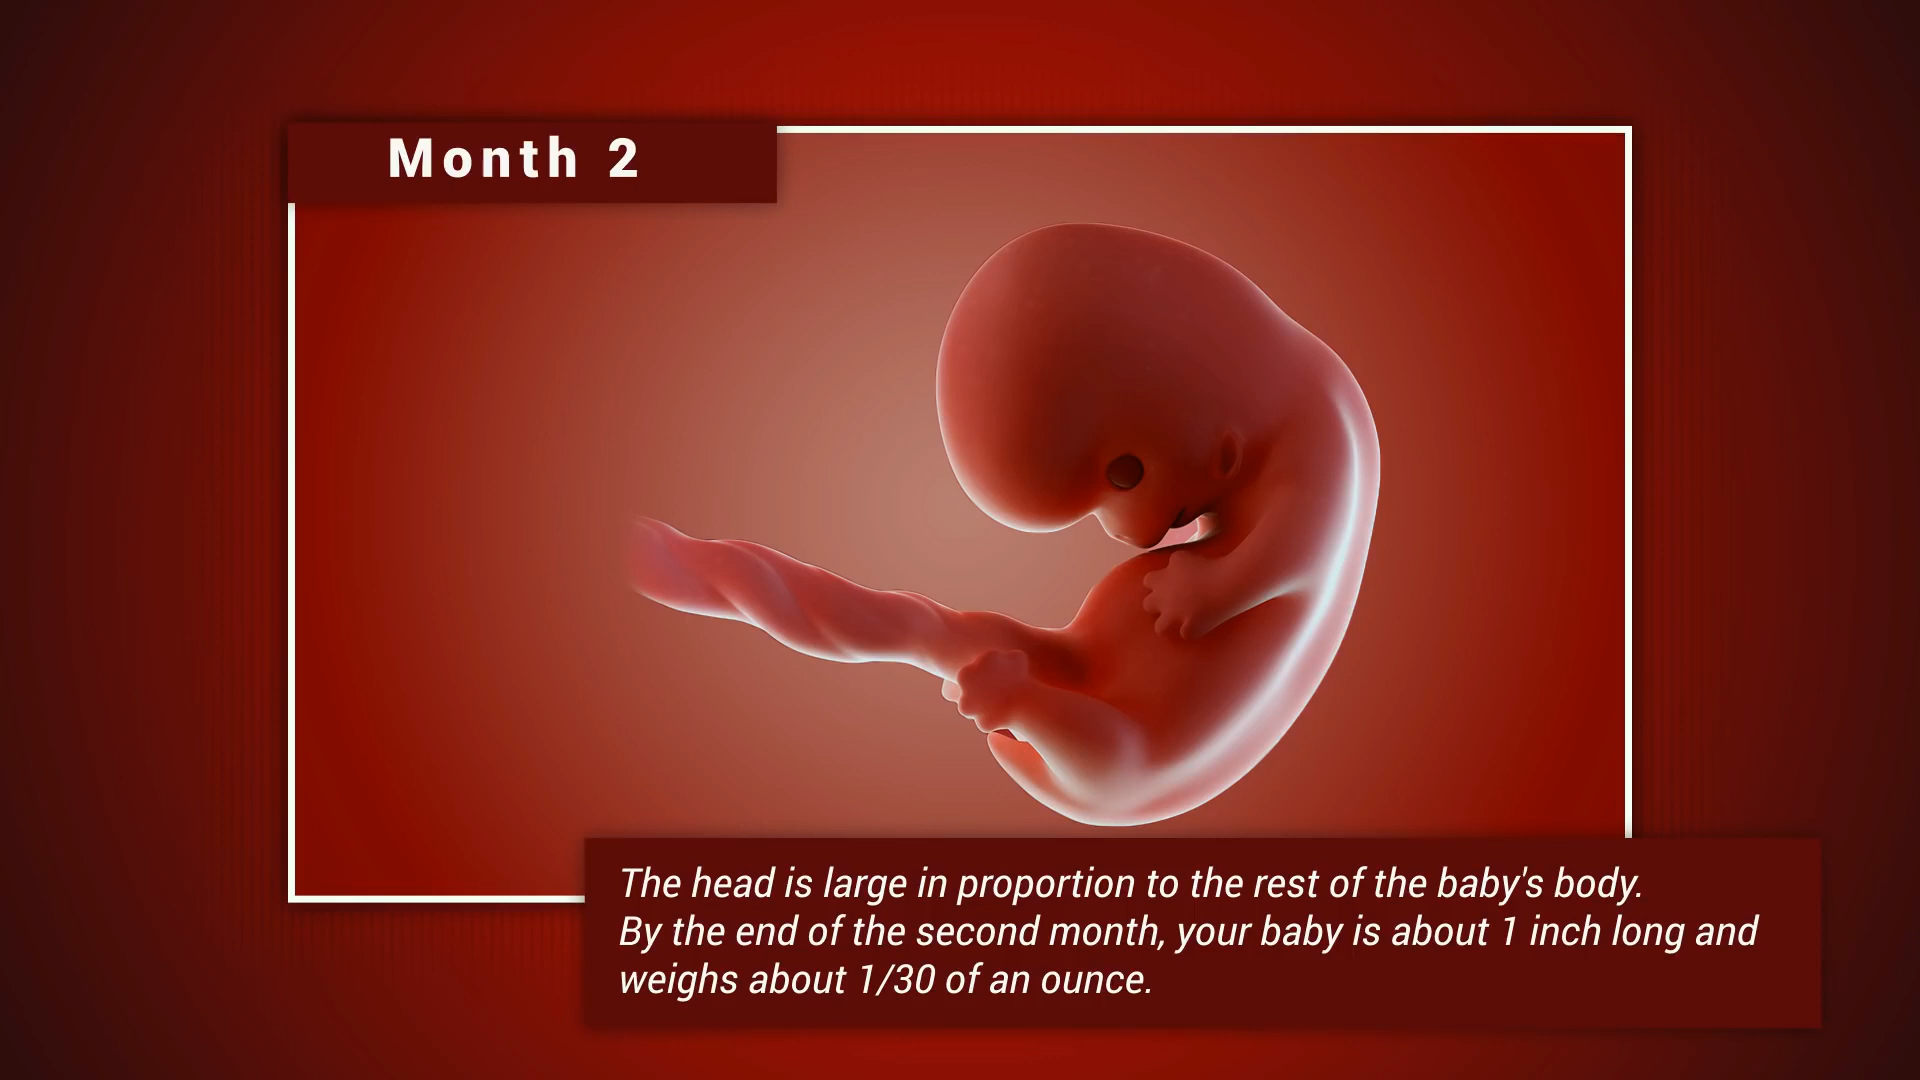 Month 2
The head is large in proportion to the rest of the baby's body.
By the end of the second month, your baby is about 1 inch long and
weighs about 1/30 of an ounce.